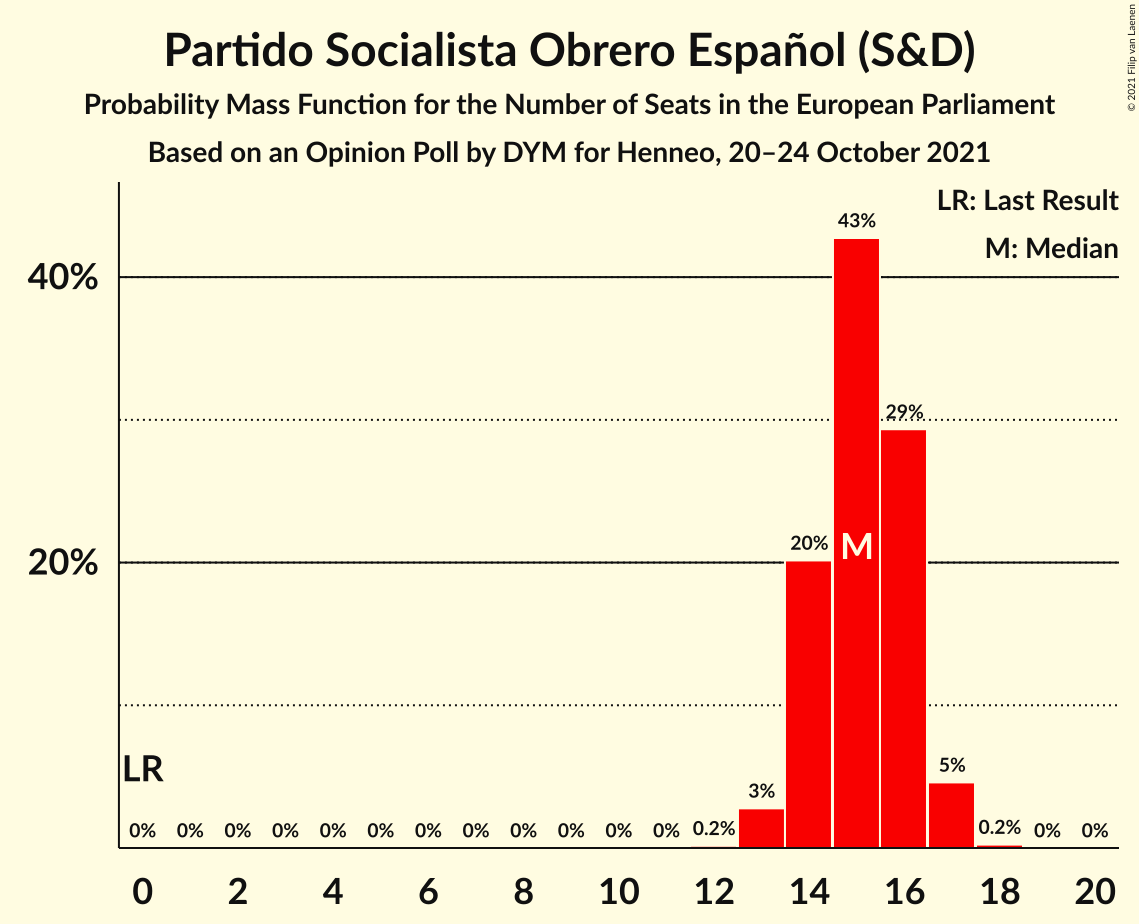 Partido Socialista Obrero Español (S&D)
Probability Mass Function for the Number of Seats in the European Parliament
Based on an Opinion Poll by DYM for Henneo, 20–24 October 2021
© 2021 Filip van Laenen
LR: Last Result
M: Median
43%
40%
29%
20%
M
20%
LR
5%
3%
0% 0% 0% 0% 0% 0% 0% 0% 0% 0% 0% 0% 0.2% 0.2% 0% 0%
0 2 4 6 8 10 12 14 16 18 20